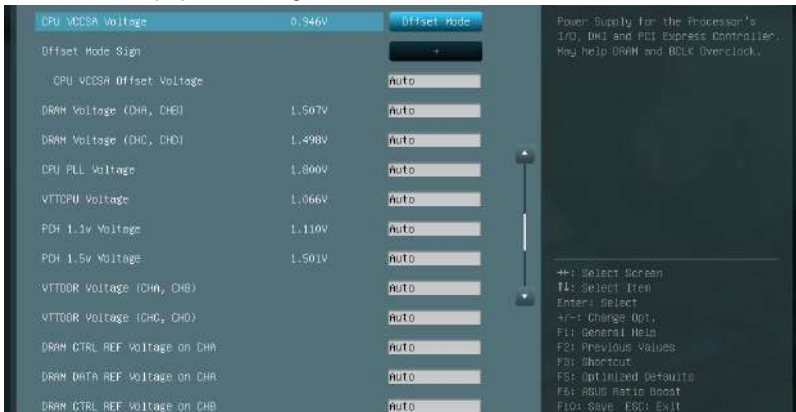 CPU VCCSA Voltage 0.946V Offset Mode
Offset Mode Sign +
CPU VCCSA Offset Voltage Auto
DRAM Voltage (CHA, CHB) 1.507V Auto
DRAM Voltage (CHC, CHD) 1.498V Auto
CPU PLL Voltage 1.800V Auto
VTTCPU Voltage 1.066V Auto
PCH 1.1v Voltage 1.110V Auto
PCH 1.5v Voltage 1.501V Auto
VTTDDR Voltage (CHA, CHB) Auto
VTTDDR Voltage (CHC, CHD) Auto
DRAM CTRL REF Voltage on CHA Auto
DRAM DATA REF Voltage on CHA Auto
DRAM CTRL REF Voltage on CHB Auto
Power Supply for the Processor's
I/O, DMI and PCI Express Controller.
May help DRAM and BCLK Overclock.
→←: Select Screen
↑↓: Select Item
Enter: Select
+/-: Change Opt.
F1: General Help
F2: Previous Values
F3: Shortcut
F5: Optimized Defaults
F6: ASUS Ratio Boost
F10: Save ESC: Exit